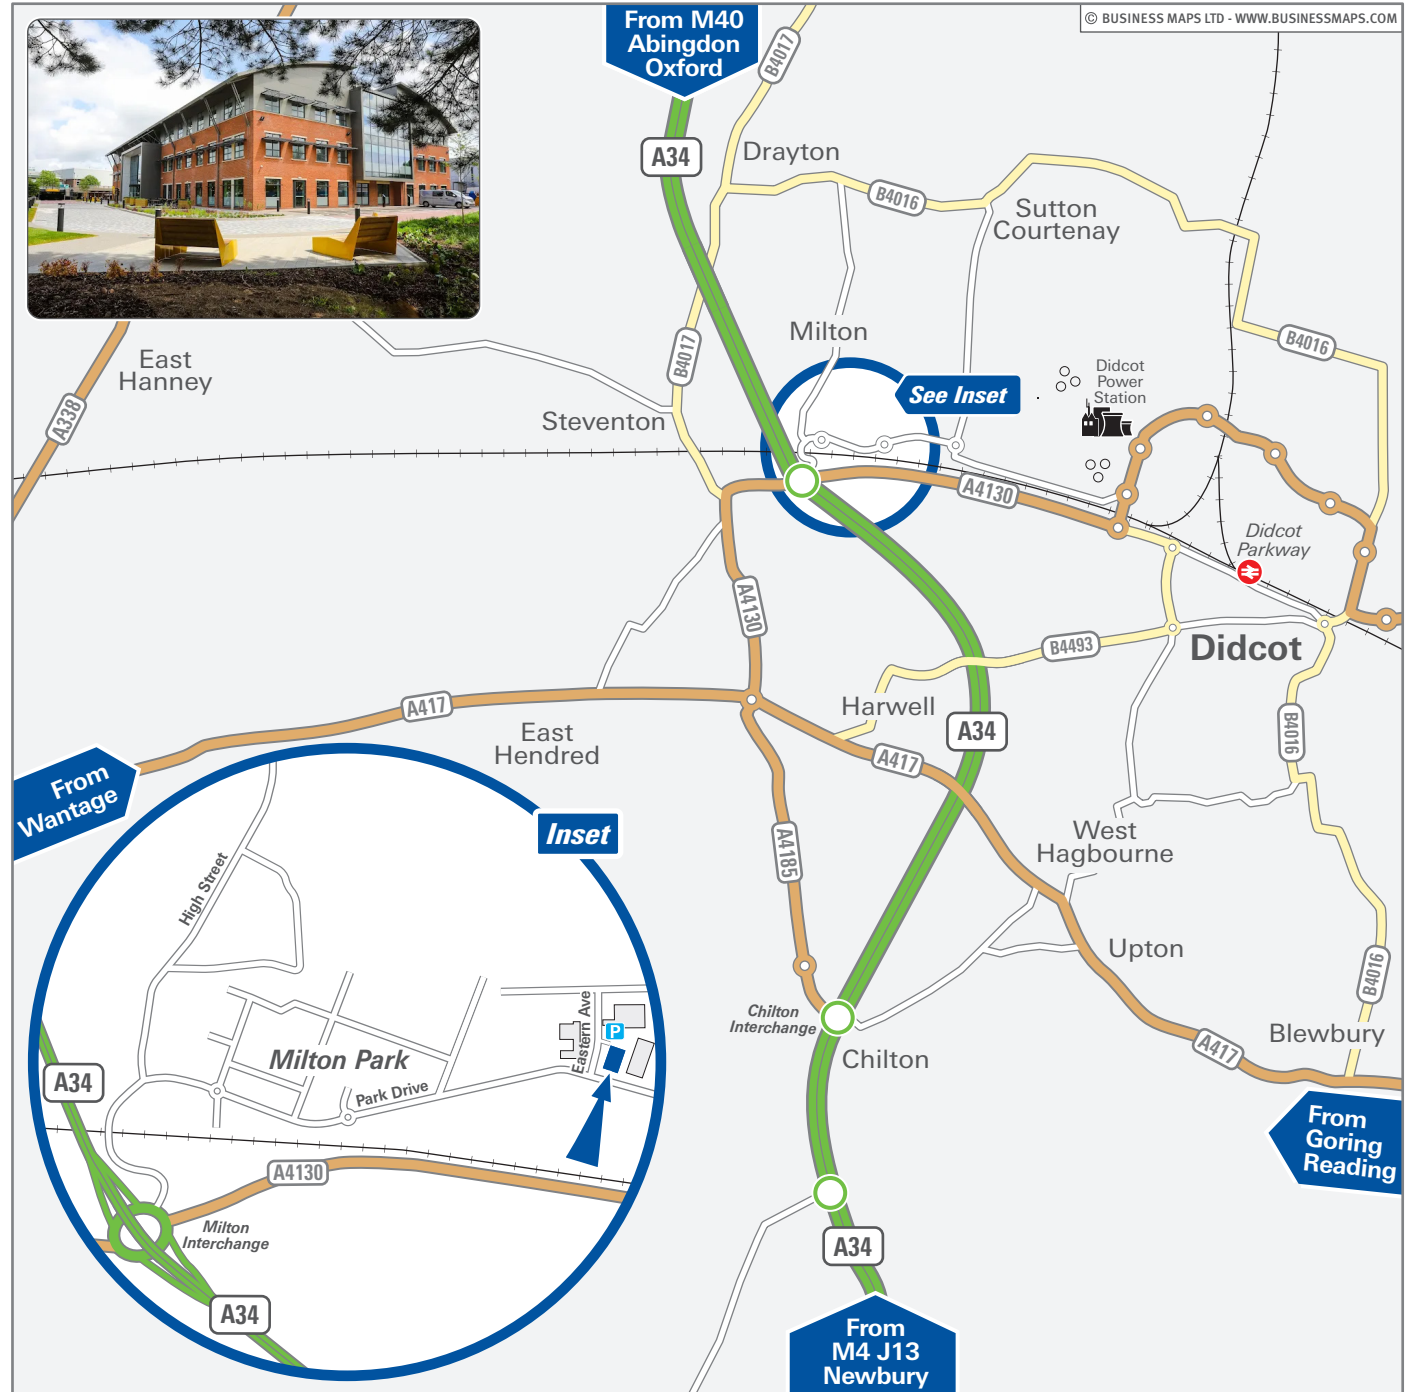 © BUSINESS MAPS LTD - WWW.BUSINESSMAPS.COM
From M40
Abingdon
Oxford
B4017
A34
Drayton
B4016
Sutton
Courtenay
Milton
B4017
B4016
East
Hanney
A338
Didcot
Power
Station
See Inset
Steventon
A4130
Didcot
Parkway
A4130
B4493
Didcot
A417
Harwell
A34
East
Hendred
B4016
A417
From
Wantage
Inset
West
Hagbourne
A4185
High Street
Upton
B4016
Chilton
Interchange
Chilton
Blewbury
A417
Eastern Ave
P
Milton Park
A34
Park Drive
From
Goring
Reading
A4130
Milton
Interchange
A34
A34
From
M4 J13
Newbury